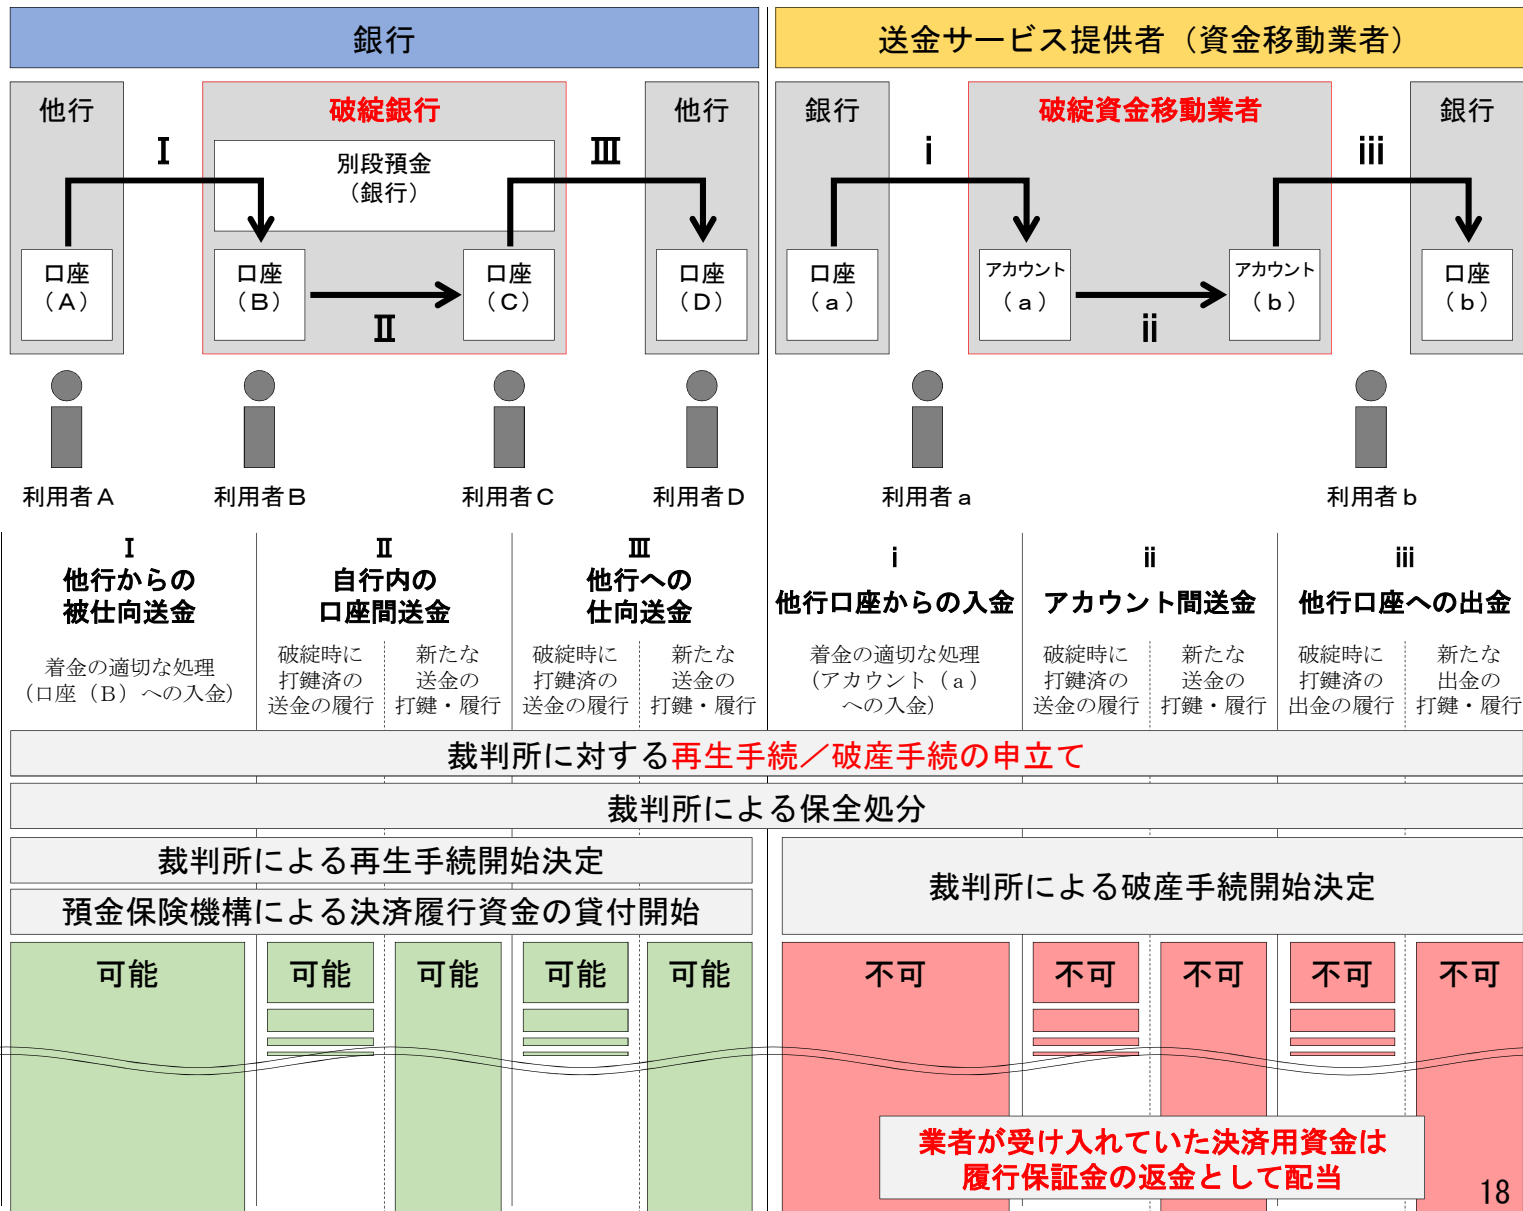 銀行
送金サービス提供者（資金移動業者）
他行
破綻銀行
他行
Ⅰ
別段預金
（銀行）
Ⅲ
口座
（Ａ）
口座
（Ｂ）
口座
（Ｃ）
口座
（Ｄ）
Ⅱ
利用者Ａ
利用者Ｂ
利用者Ｃ
利用者Ｄ
銀行
破綻資金移動業者
銀行
ⅰ
ⅲ
口座
（ａ）
アカウント
（ａ）
アカウント
（ｂ）
口座
（ｂ）
ⅱ
利用者ａ
利用者ｂ
Ⅰ
他行からの
被仕向送金
着金の適切な処理
（口座（Ｂ）への入金）
Ⅱ
自行内の
口座間送金
破綻時に
打鍵済の
送金の履行
新たな
送金の
打鍵・履行
Ⅲ
他行への
仕向送金
破綻時に
打鍵済の
送金の履行
新たな
送金の
打鍵・履行
ⅰ
他行口座からの入金
着金の適切な処理
（アカウント（ａ）
への入金）
ⅱ
アカウント間送金
破綻時に
打鍵済の
送金の履行
新たな
送金の
打鍵・履行
ⅲ
他行口座への出金
破綻時に
打鍵済の
出金の履行
新たな
出金の
打鍵・履行
裁判所に対する再生手続／破産手続の申立て
裁判所による保全処分
裁判所による再生手続開始決定
預金保険機構による決済履行資金の貸付開始
裁判所による破産手続開始決定
可能
可能
可能
可能
可能
不可
不可
不可
不可
不可
業者が受け入れていた決済用資金は
履行保証金の返金として配当
18